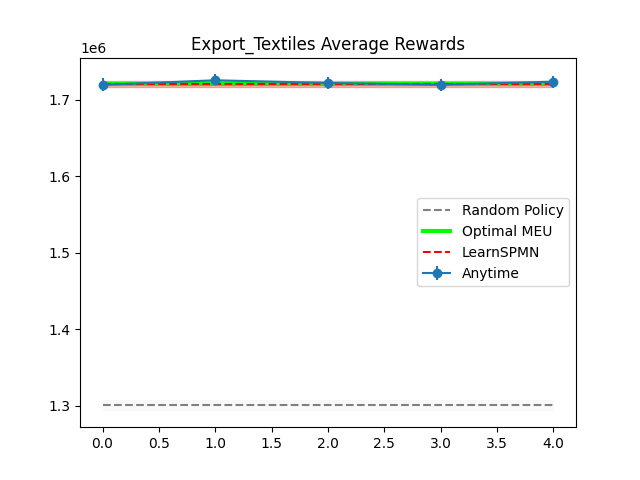 Export_Textiles Average Rewards
1e6
1.7
1.6
1.5
1.4
1.3
Random Policy
Optimal MEU
LearnSPMN
Anytime
0.0 0.5 1.0 1.5 2.0 2.5 3.0 3.5 4.0